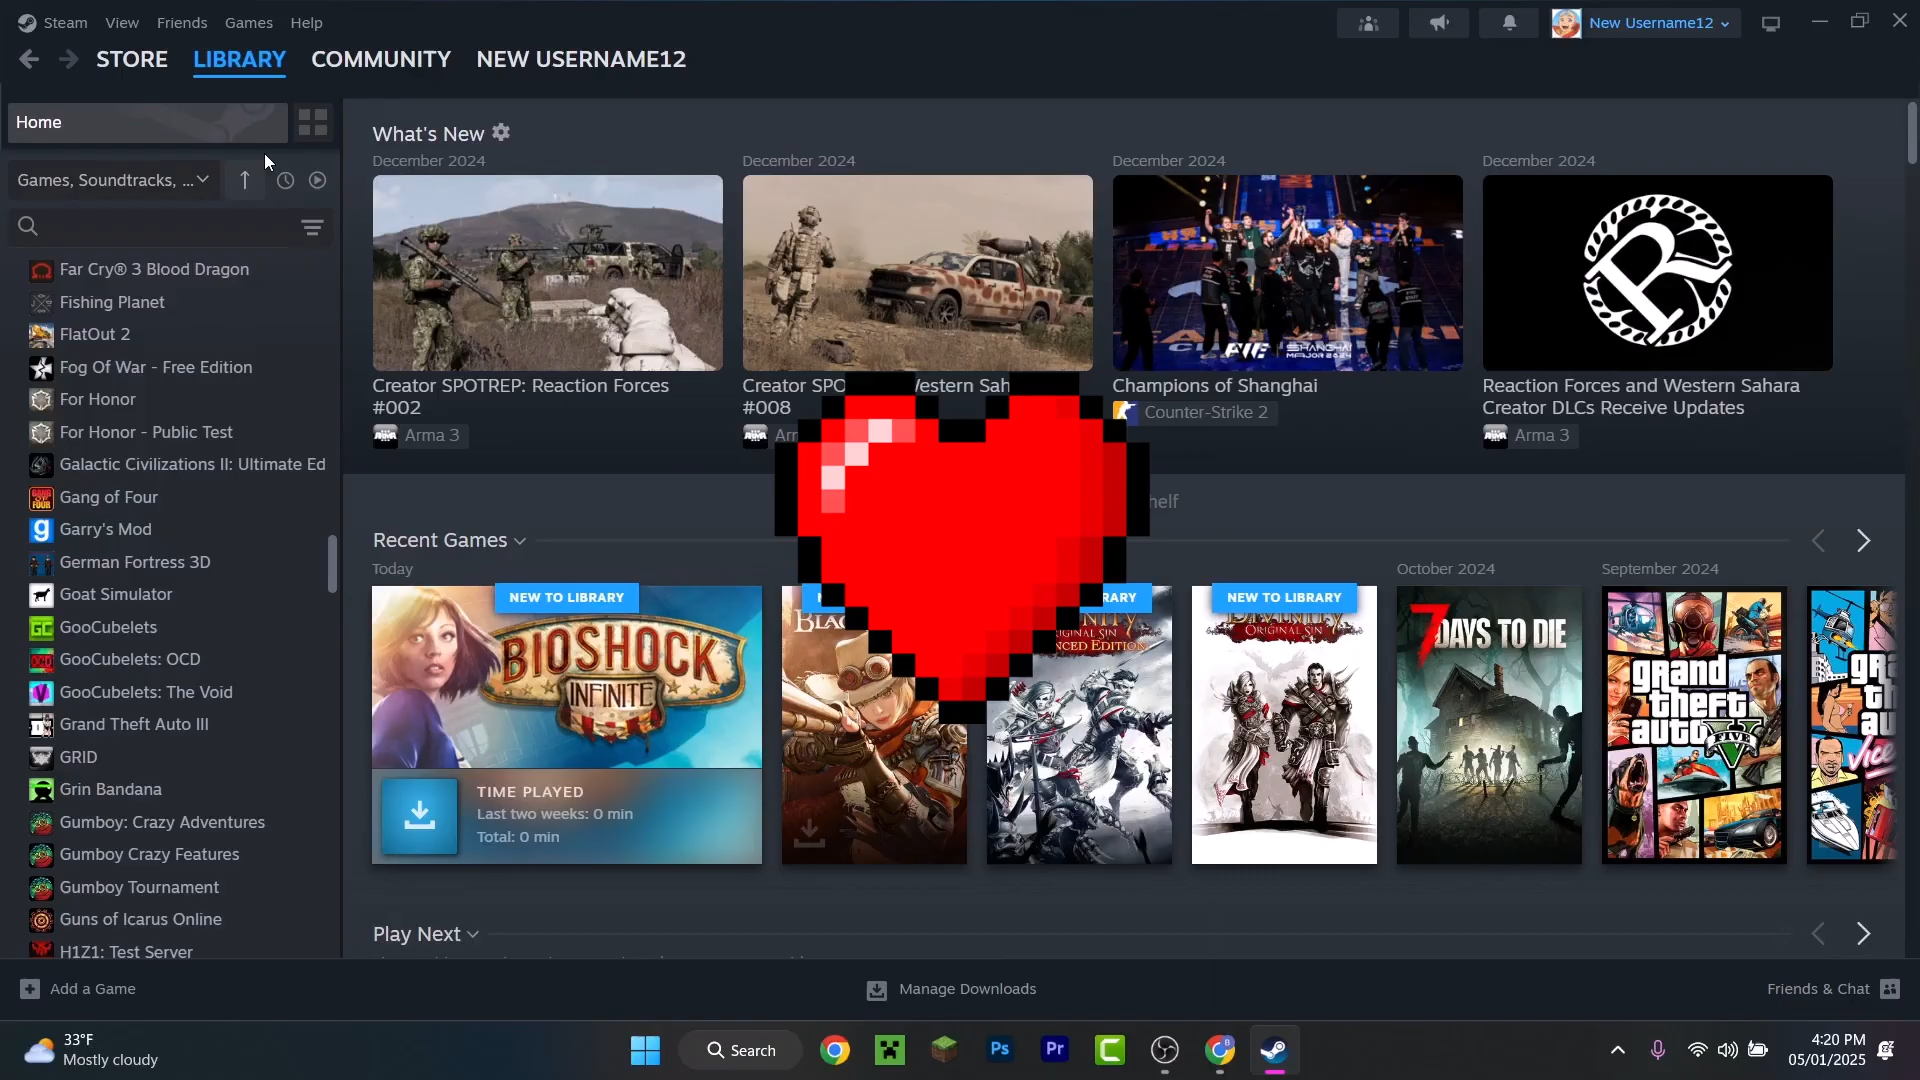 Steam View Friends Games Help
New Username12
STORE LIBRARY COMMUNITY NEW USERNAME12
Home
Games, Soundtracks, ...
What's New
December 2024
December 2024
December 2024
December 2024
Creator SPOTREP: Reaction Forces #002
Arma 3
Champions of Shanghai
Counter-Strike 2
Reaction Forces and Western Sahara Creator DLCs Receive Updates
Arma 3
Far Cry® 3 Blood Dragon
Fishing Planet
FlatOut 2
Fog Of War - Free Edition
For Honor
For Honor - Public Test
Galactic Civilizations II: Ultimate Ed
Gang of Four
Garry's Mod
German Fortress 3D
Goat Simulator
GooCubelets
GooCubelets: OCD
GooCubelets: The Void
Grand Theft Auto III
GRID
Grin Bandana
Gumboy: Crazy Adventures
Gumboy Crazy Features
Gumboy Tournament
Guns of Icarus Online
H1Z1: Test Server
Recent Games
Today
October 2024
September 2024
NEW TO LIBRARY
NEW TO LIBRARY
BIOSHOCK
INFINITE
TIME PLAYED
Last two weeks: 0 min
Total: 0 min
ORIGINAL SIN
7 DAYS TO DIE
grand theft auto V
FIVE
Play Next
Add a Game
Manage Downloads
Friends & Chat
33°F
Mostly cloudy
Search
4:20 PM
05/01/2025